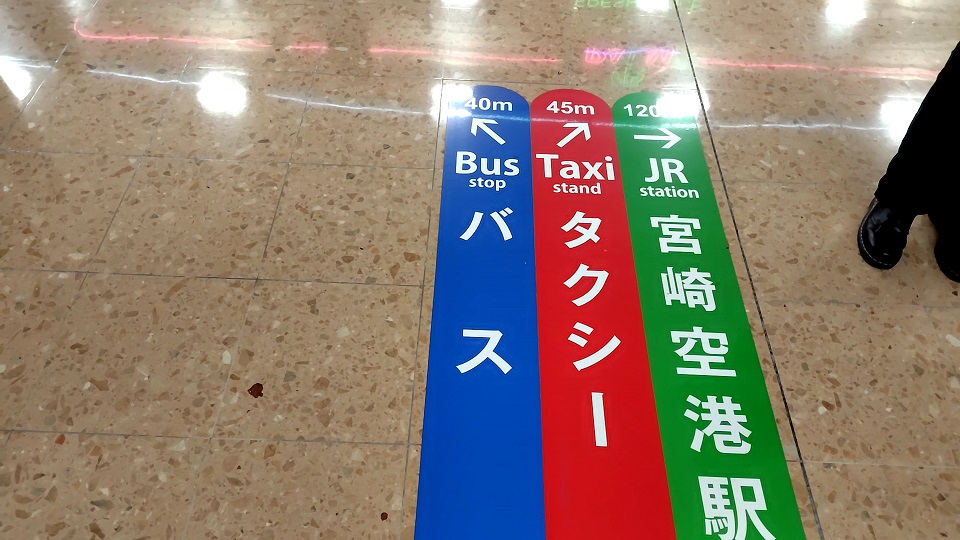 40m
Bus
stop
バス
45m
Taxi
stand
タクシー
120
JR
station
宮崎空港駅